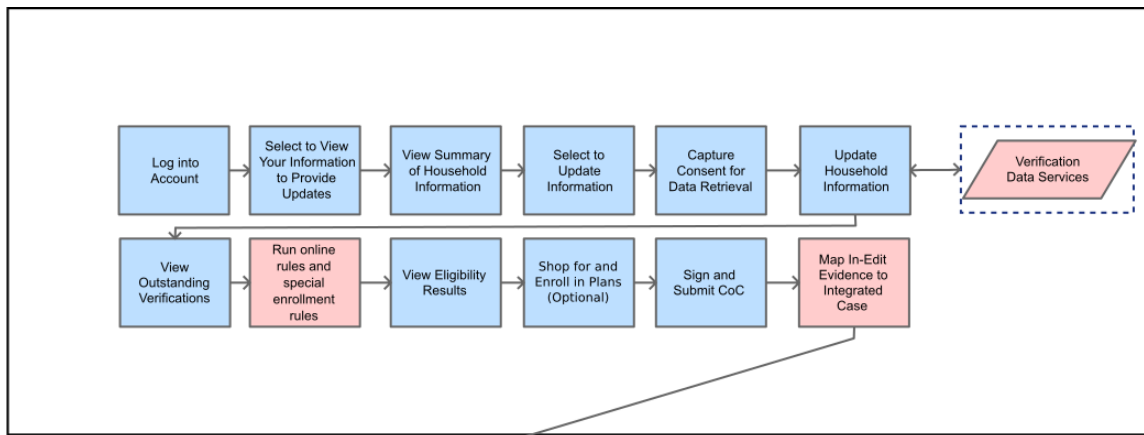 Log into
Account
Select to View
Your Information
to Provide
Updates
View Summary
of Household
Information
Select to
Update
Information
Capture
Consent for
Data Retrieval
Update
Household
Information
Verification
Data Services
View
Outstanding
Verifications
Run online
rules and
special
enrollment
rules
View Eligibility
Results
Shop for and
Enroll in Plans
(Optional)
Sign and
Submit CoC
Map In-Edit
Evidence to
Integrated
Case